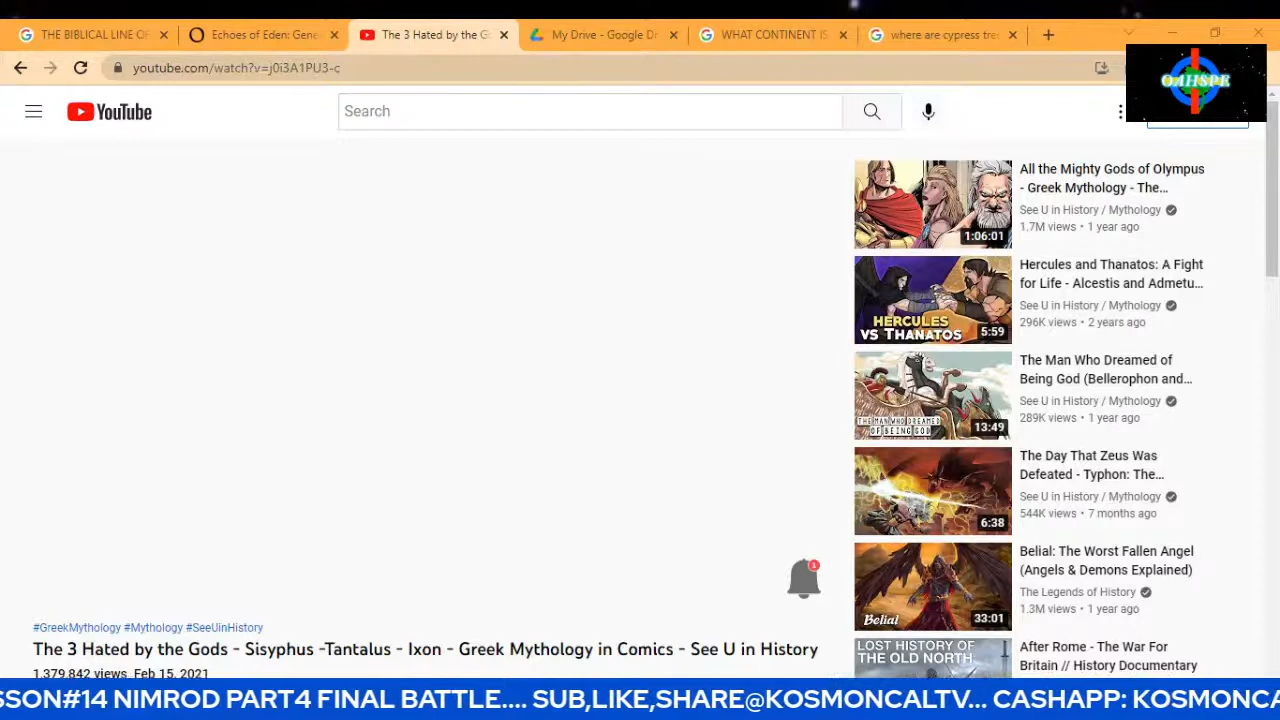 THE BIBLICAL LINE OF
Echoes of Eden: Gene
The 3 Hated by the G
My Drive - Google Dr
WHAT CONTINENT IS
where are cypress tre
youtube.com/watch?v=j0i3A1PU3-c
OAHSPE
YouTube
Search
All the Mighty Gods of Olympus
- Greek Mythology - The...
See U in History / Mythology
1.7M views • 1 year ago
1:06:01
Hercules and Thanatos: A Fight
for Life - Alcestis and Admetu...
See U in History / Mythology
296K views • 2 years ago
HERCULES
VS THANATOS
5:59
The Man Who Dreamed of
Being God (Bellerophon and...
See U in History / Mythology
289K views • 1 year ago
THE MAN WHO DREAMED
OF BEING GOD
13:49
The Day That Zeus Was
Defeated - Typhon: The...
See U in History / Mythology
544K views • 7 months ago
6:38
Belial: The Worst Fallen Angel
(Angels & Demons Explained)
The Legends of History
1.3M views • 1 year ago
Belial
33:01
After Rome - The War For
Britain // History Documentary
LOST HISTORY
OF THE OLD NORTH
1
#GreekMythology #Mythology #SeeUinHistory
The 3 Hated by the Gods - Sisyphus -Tantalus - Ixon - Greek Mythology in Comics - See U in History
1,379,842 views Feb 15, 2021
SSON#14 NIMROD PART4 FINAL BATTLE.... SUB,LIKE,SHARE@KOSMONCALTV... CASHAPP: KOSMONCA